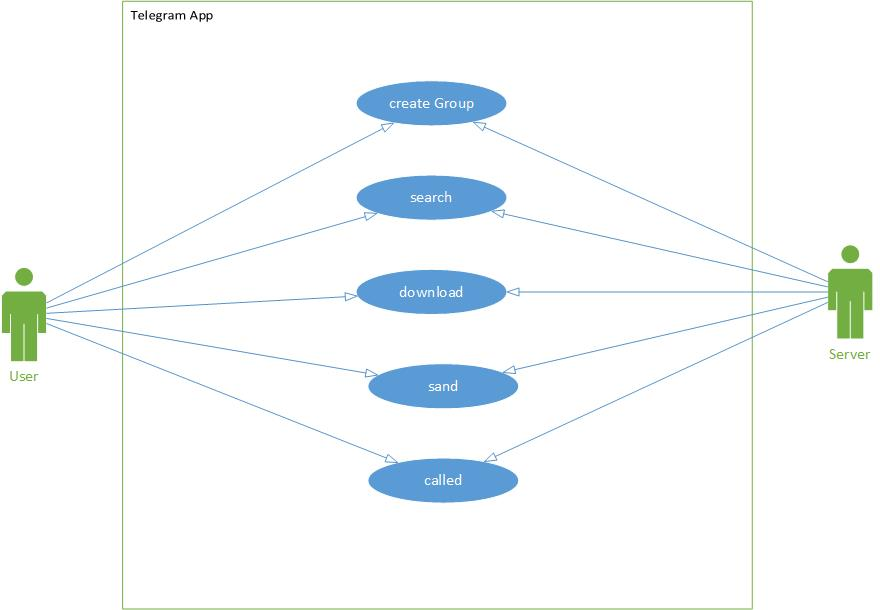 Telegram App
create Group
search
download
sand
called
User
Server